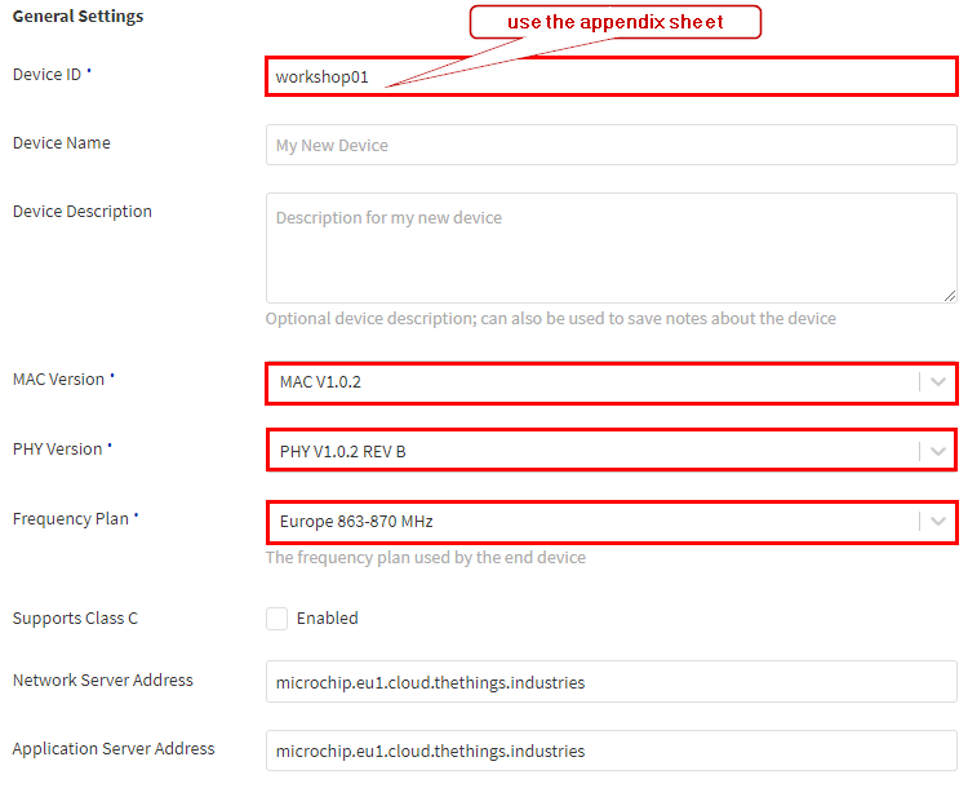 General Settings
use the appendix sheet
Device ID *
workshop01
Device Name
My New Device
Device Description
Description for my new device
Optional device description; can also be used to save notes about the device
MAC Version *
MAC V1.0.2
PHY Version *
PHY V1.0.2 REV B
Frequency Plan *
Europe 863-870 MHz
The frequency plan used by the end device
Supports Class C
Enabled
Network Server Address
microchip.eu1.cloud.thethings.industries
Application Server Address
microchip.eu1.cloud.thethings.industries